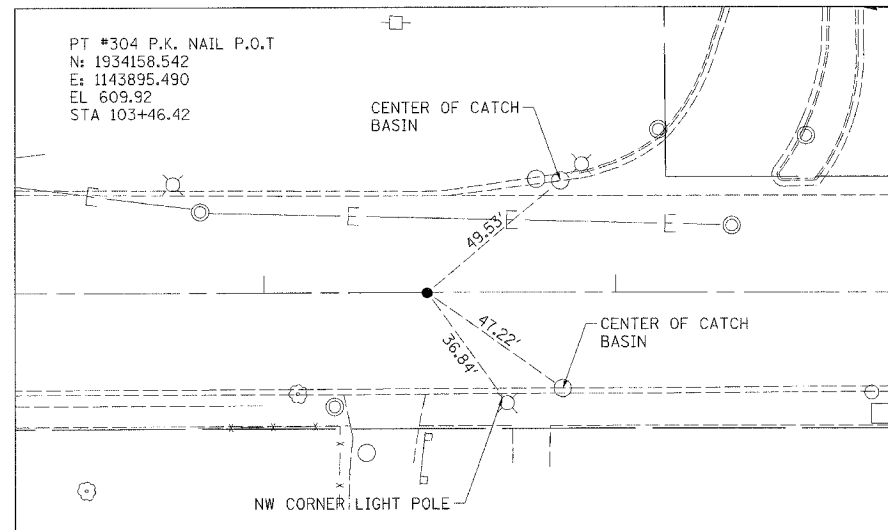 PT #304 P.K. NAIL P.O.T
N: 1934158.542
E: 1143895.490
EL 609.92
STA 103+46.42
CENTER OF CATCH
BASIN
E
E
E
E
49.53'
47.22'
36.84'
CENTER OF CATCH
BASIN
NW CORNER LIGHT POLE